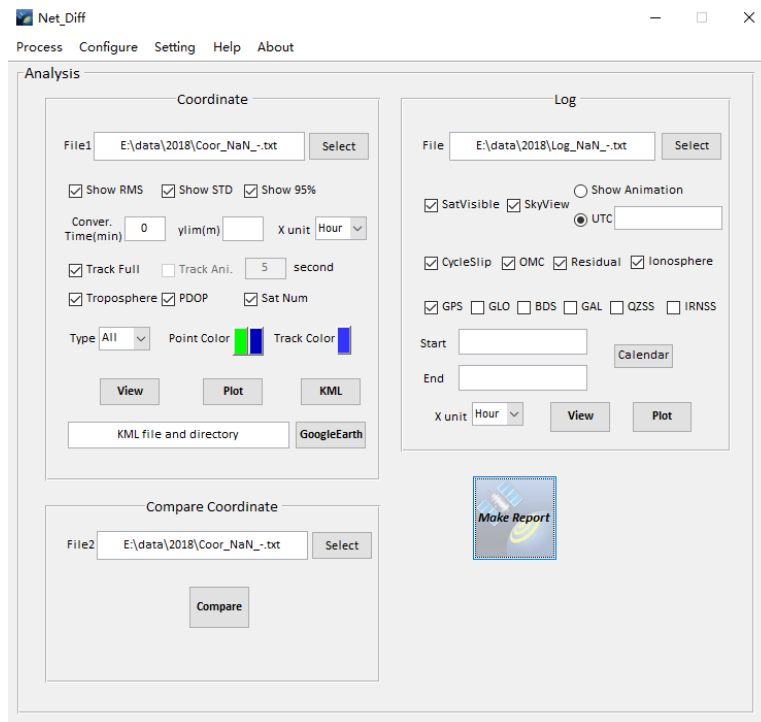 Net_Diff
Process Configure Setting Help About
Analysis
Coordinate
File1 E:\data\2018\Coor_NaN_-.txt Select
Show RMS Show STD Show 95%
Conver.
Time(min) 0 ylim(m) X unit Hour
Track Full Track Ani. 5 second
Troposphere PDOP Sat Num
Type All Point Color Track Color
View Plot KML
KML file and directory GoogleEarth
Compare Coordinate
File2 E:\data\2018\Coor_NaN_-.txt Select
Compare
Log
File E:\data\2018\Log_NaN_-.txt Select
Show Animation
SatVisible SkyView
UTC
CycleSlip OMC Residual Ionosphere
GPS GLO BDS GAL QZSS IRNSS
Start
Calendar
End
X unit Hour View Plot
Make Report